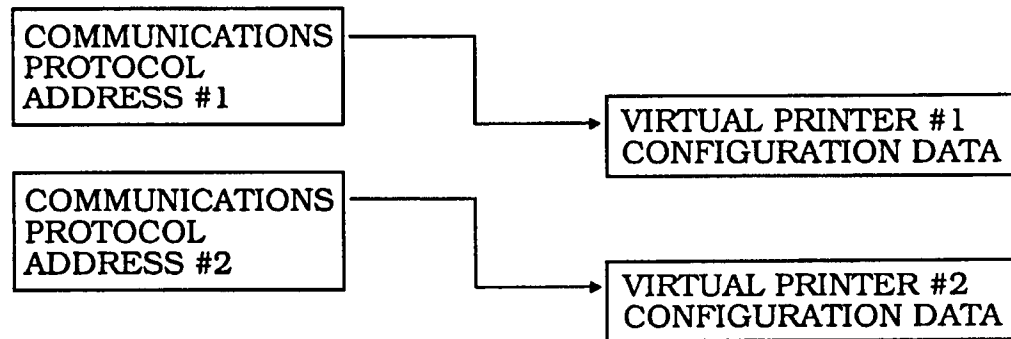 COMMUNICATIONS
PROTOCOL
ADDRESS #1
VIRTUAL PRINTER #1
CONFIGURATION DATA
COMMUNICATIONS
PROTOCOL
ADDRESS #2
VIRTUAL PRINTER #2
CONFIGURATION DATA